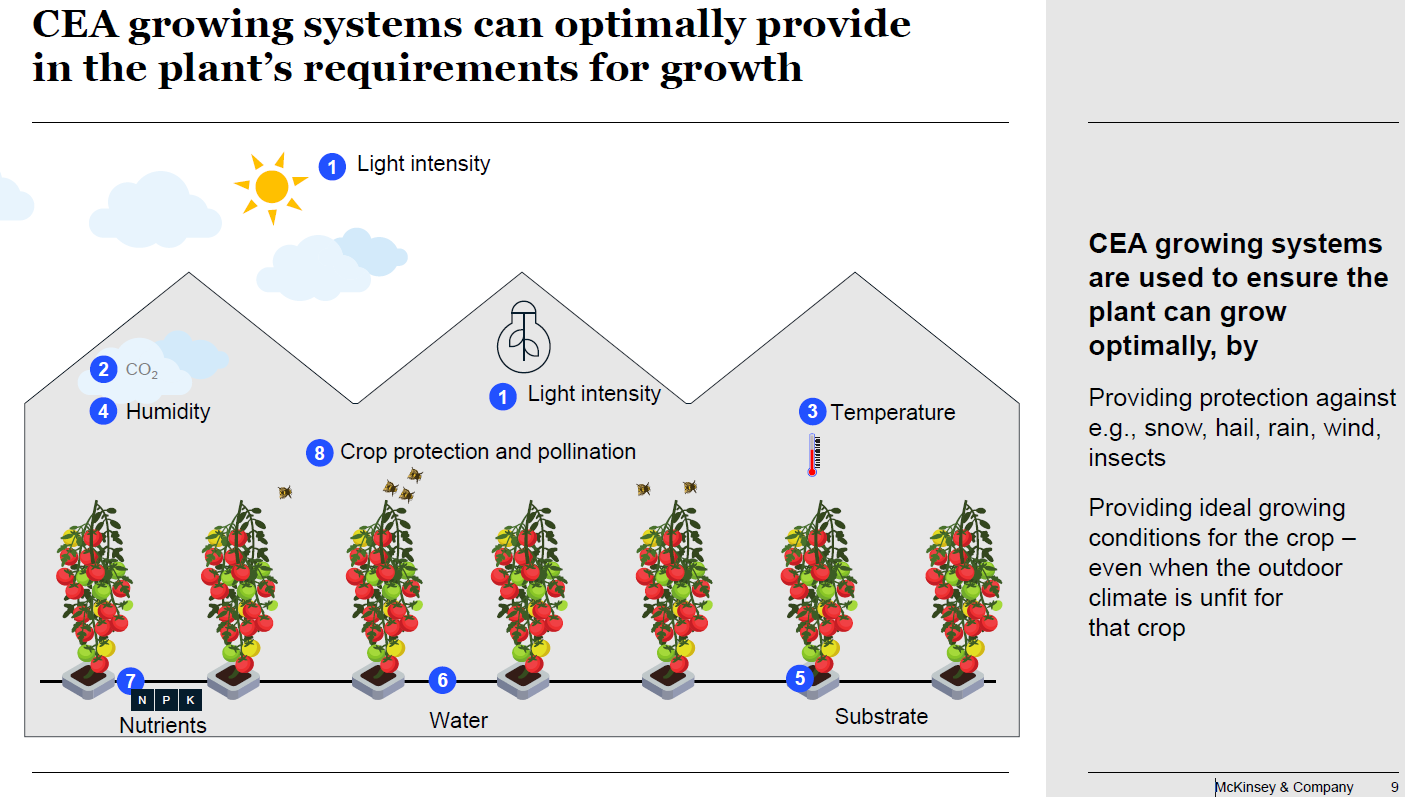 CEA growing systems can optimally provide
in the plant’s requirements for growth
1 Light intensity
2 CO2
4 Humidity
1 Light intensity
3 Temperature
8 Crop protection and pollination
7
N P K
Nutrients
6
Water
5
Substrate
CEA growing systems
are used to ensure the
plant can grow
optimally, by
Providing protection against
e.g., snow, hail, rain, wind,
insects
Providing ideal growing
conditions for the crop –
even when the outdoor
climate is unfit for
that crop
McKinsey & Company 9